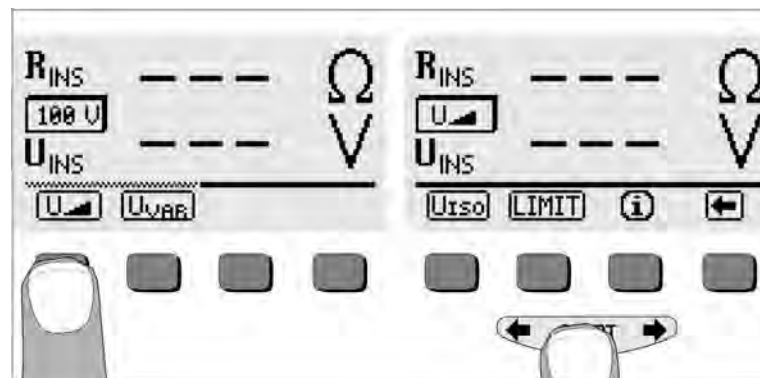 RINS --- Ω
100 V
UINS --- V
U UVAR
RINS --- Ω
U
UINS --- V
UISO LIMIT i